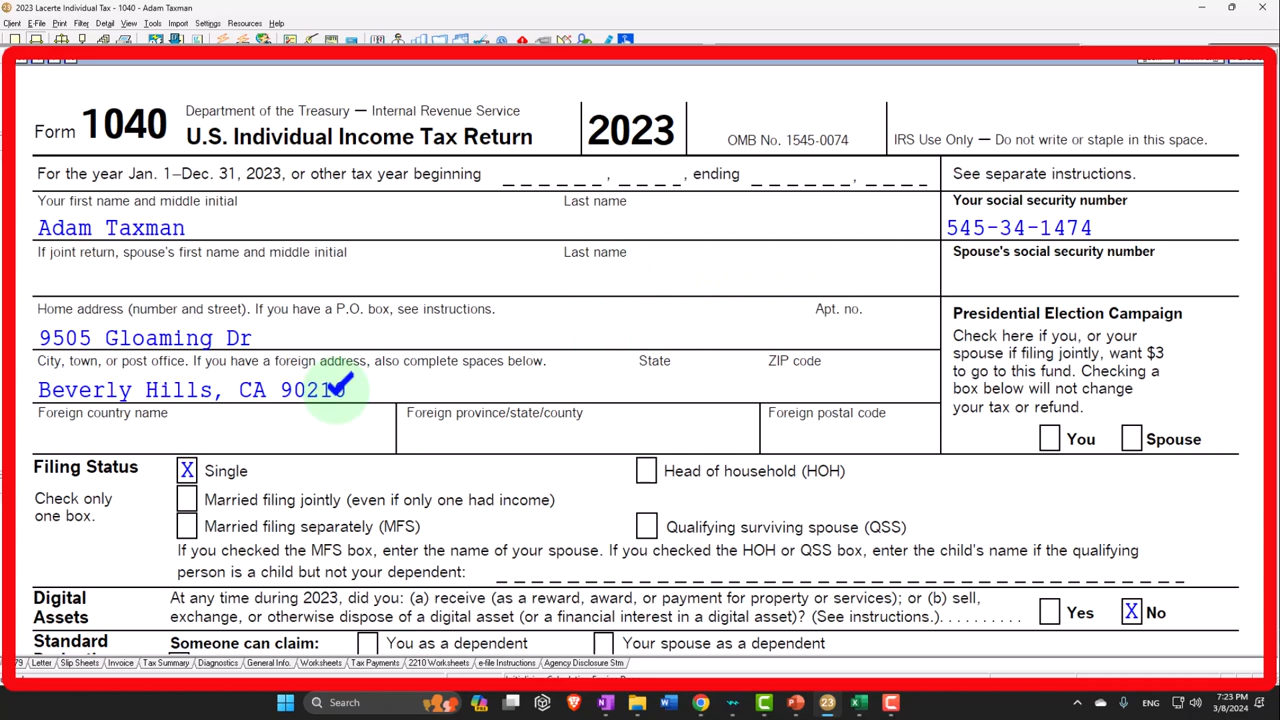 2023 Lacerte Individual Tax - 1040 - Adam Taxman
Client E-File Print Filter Detail View Tools Import Settings Resources Help
Form 1040 Department of the Treasury — Internal Revenue Service
U.S. Individual Income Tax Return 2023 OMB No. 1545-0074 IRS Use Only — Do not write or staple in this space.
For the year Jan. 1–Dec. 31, 2023, or other tax year beginning , , ending , See separate instructions.
Your first name and middle initial Last name Your social security number
Adam Taxman 545-34-1474
If joint return, spouse's first name and middle initial Last name Spouse's social security number
Home address (number and street). If you have a P.O. box, see instructions. Apt. no.
9505 Gloaming Dr
City, town, or post office. If you have a foreign address, also complete spaces below. State ZIP code
Beverly Hills, CA 90210
Foreign country name Foreign province/state/county Foreign postal code
Presidential Election Campaign
Check here if you, or your
spouse if filing jointly, want $3
to go to this fund. Checking a
box below will not change
your tax or refund.
You Spouse
Filing Status X Single Head of household (HOH)
Check only
one box.
Married filing jointly (even if only one had income)
Married filing separately (MFS) Qualifying surviving spouse (QSS)
If you checked the MFS box, enter the name of your spouse. If you checked the HOH or QSS box, enter the child's name if the qualifying
person is a child but not your dependent:
Digital
Assets
At any time during 2023, did you: (a) receive (as a reward, award, or payment for property or services); or (b) sell,
exchange, or otherwise dispose of a digital asset (or a financial interest in a digital asset)? (See instructions.). . . . . . . . . . Yes X No
Standard Someone can claim: You as a dependent Your spouse as a dependent
79 Letter Slip Sheets Invoice Tax Summary Diagnostics General Info. Worksheets Tax Payments 2210 Worksheets e-file Instructions Agency Disclosure Stm
Search
23
ENG
7:23 PM
3/8/2024